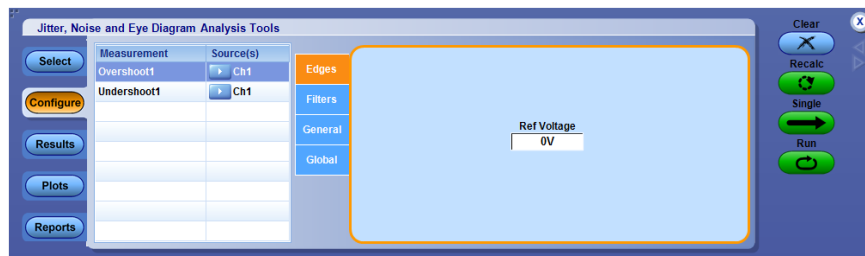 Jitter, Noise and Eye Diagram Analysis Tools
Clear
Select
Measurement Source(s)
Overshoot1 Ch1
Undershoot1 Ch1
Edges
Recalc
Configure
Filters
Single
General
Ref Voltage
0V
Results
Run
Global
Plots
Reports